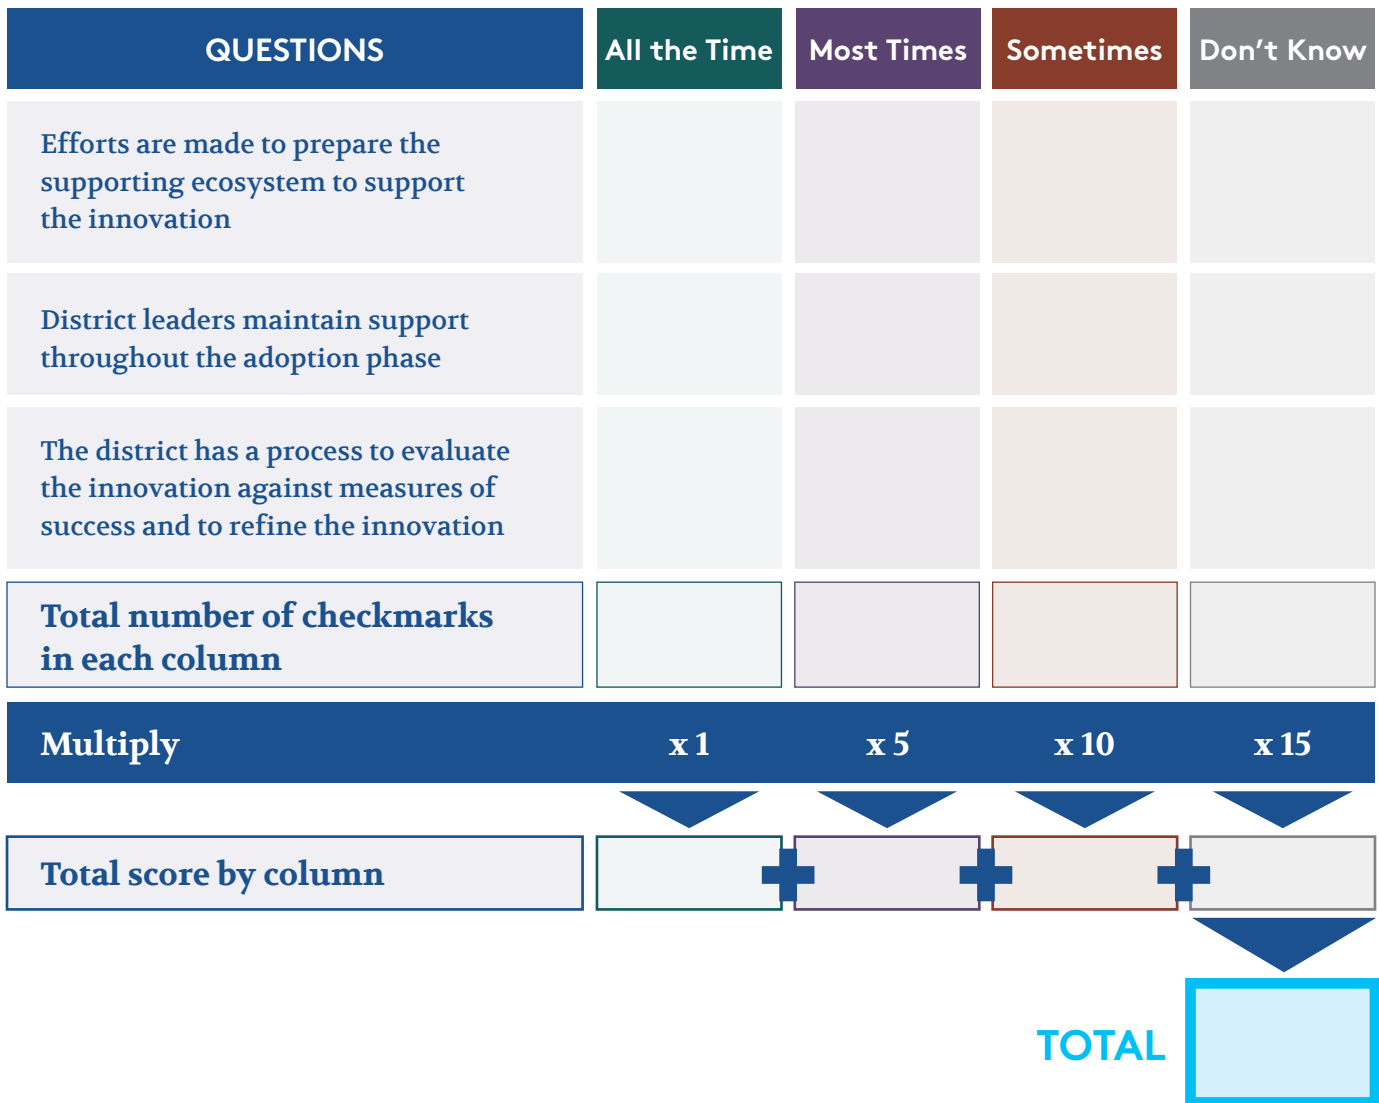 QUESTIONS All the Time Most Times Sometimes Don’t Know
Efforts are made to prepare the
supporting ecosystem to support
the innovation
District leaders maintain support
throughout the adoption phase
The district has a process to evaluate
the innovation against measures of
success and to refine the innovation
Total number of checkmarks
in each column
Multiply x 1 x 5 x 10 x 15
Total score by column
TOTAL